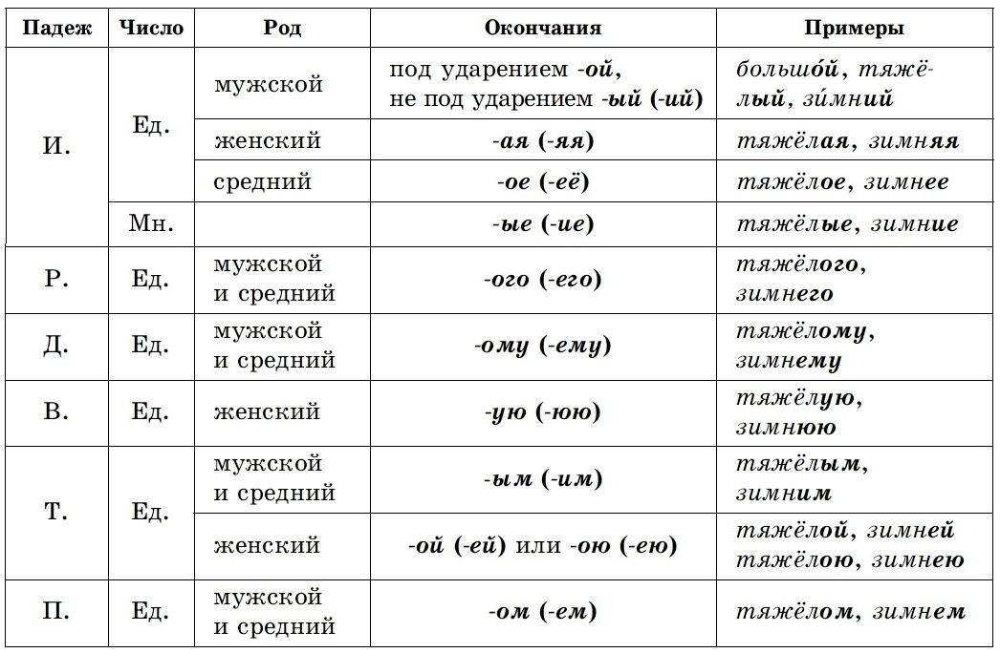 Падеж Число Род Окончания Примеры
И. Ед. мужской под ударением -ой, большо́й, тяжё-
не под ударением -ый (-ий) лый, зи́мний
женский -ая (-яя) тяжёлая, зимняя
средний -ое (-её) тяжёлое, зимнее
Мн. -ые (-ие) тяжёлые, зимние
Р. Ед. мужской -ого (-его) тяжёлого,
и средний зимнего
Д. Ед. мужской -ому (-ему) тяжёлому,
и средний зимнему
В. Ед. женский -ую (-юю) тяжёлую,
зимнюю
Т. Ед. мужской -ым (-им) тяжёлым,
и средний зимним
женский -ой (-ей) или -ою (-ею) тяжёлой, зимней
тяжёлою, зимнею
П. Ед. мужской -ом (-ем) тяжёлом, зимнем
и средний